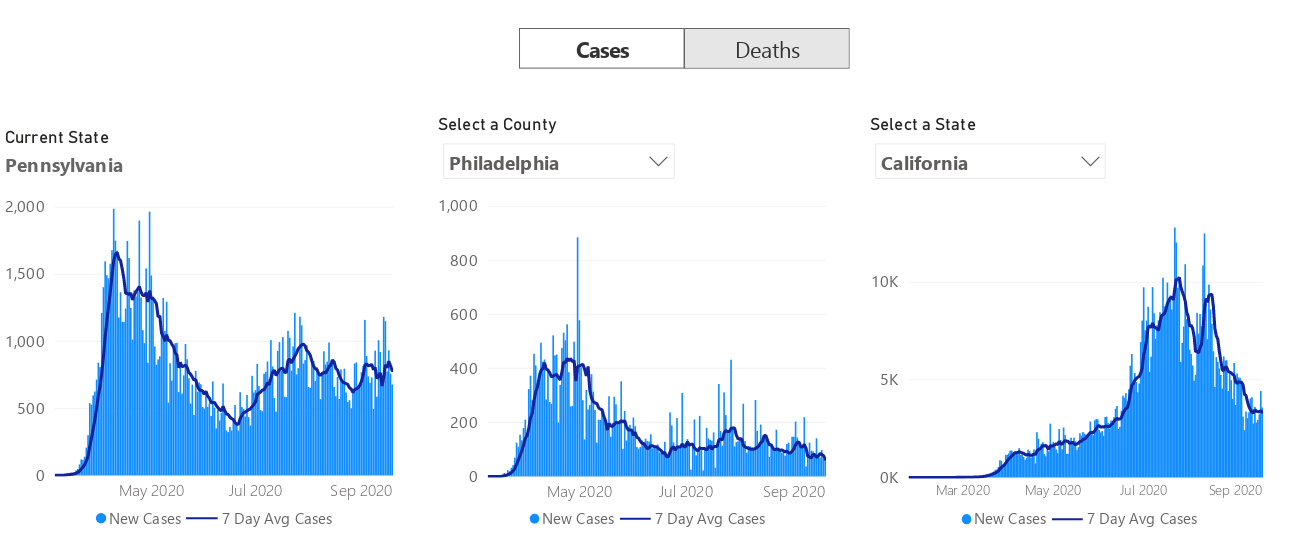 Cases Deaths
Current State
Pennsylvania
2,000
1,500
1,000
500
0
May 2020 Jul 2020 Sep 2020
New Cases 7 Day Avg Cases
Select a County
Philadelphia
1,000
800
600
400
200
0
May 2020 Jul 2020 Sep 2020
New Cases 7 Day Avg Cases
Select a State
California
10K
5K
0K
Mar 2020 May 2020 Jul 2020 Sep 2020
New Cases 7 Day Avg Cases